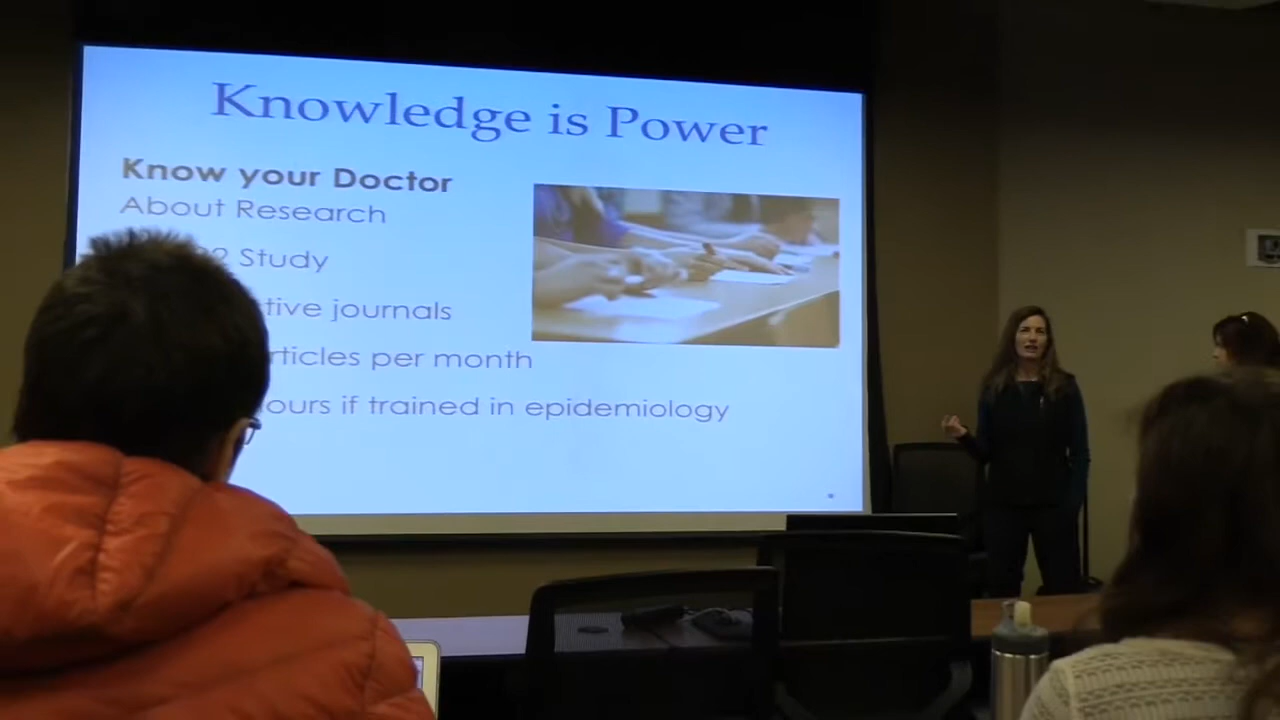 Knowledge is Power
Know your Doctor
About Research
2 Study
tive journals
rticles per month
ours if trained in epidemiology